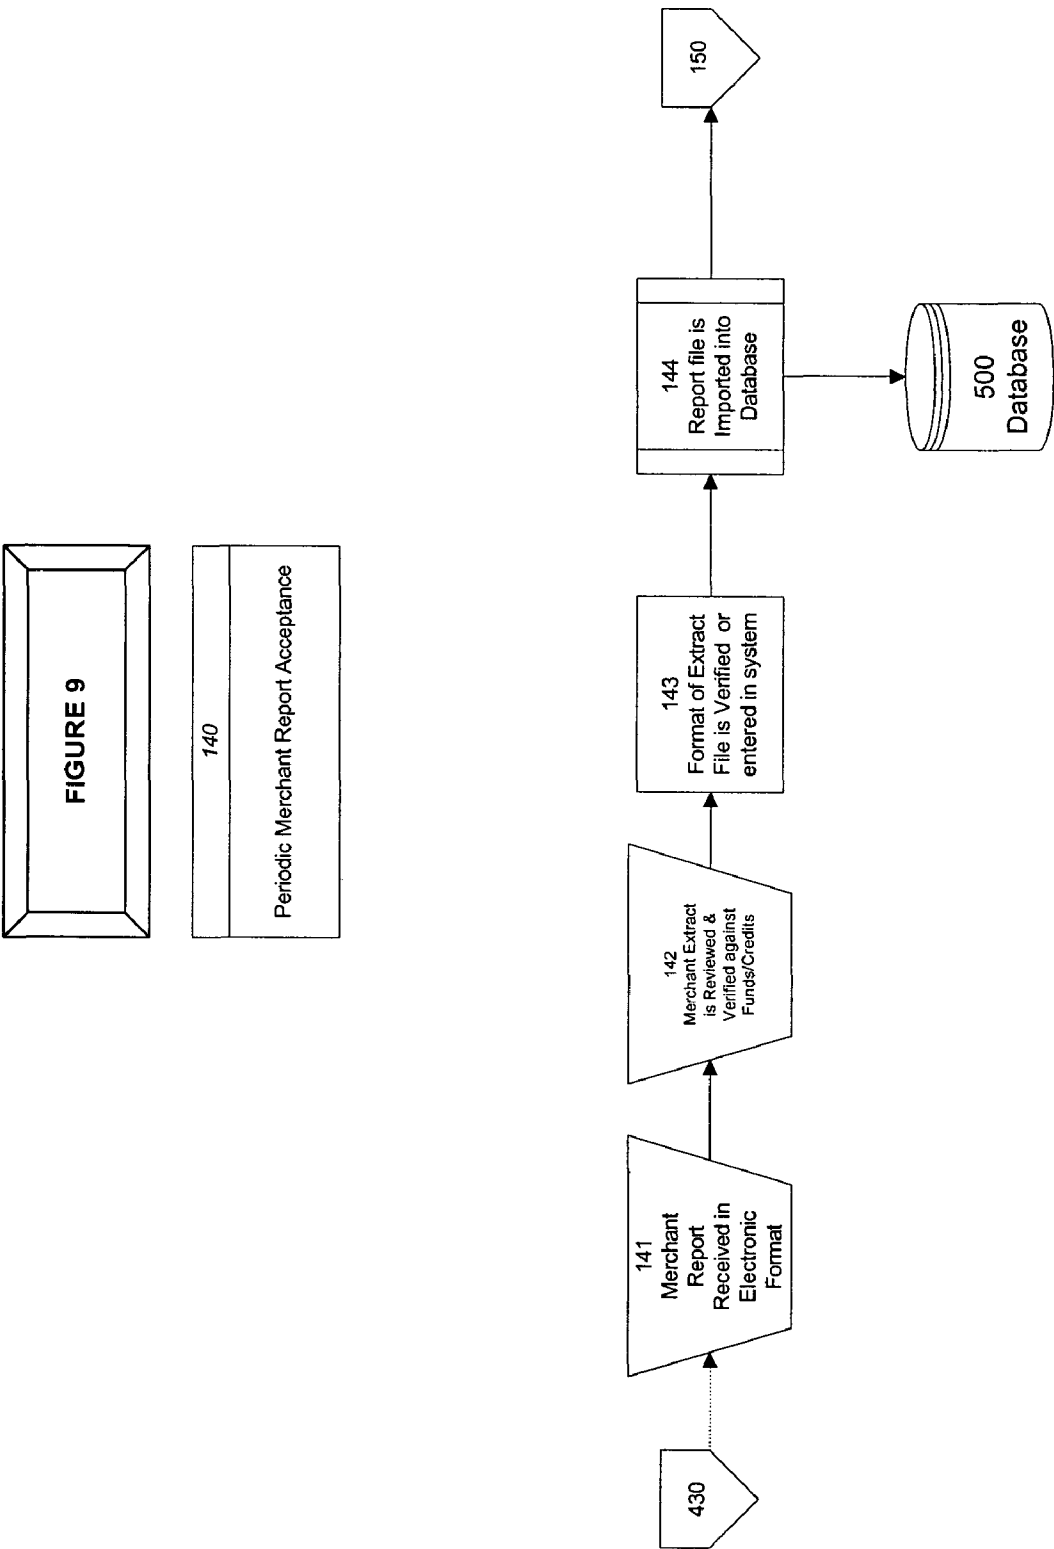 FIGURE 9
140
Periodic Merchant Report Acceptance
430
141
Merchant
Report
Received in
Electronic
Format
142
Merchant Extract
is Reviewed &
Verified against
Funds/Credits
143
Format of Extract
File is Verified or
entered in system
144
Report file is
Imported into
Database
150
500
Database